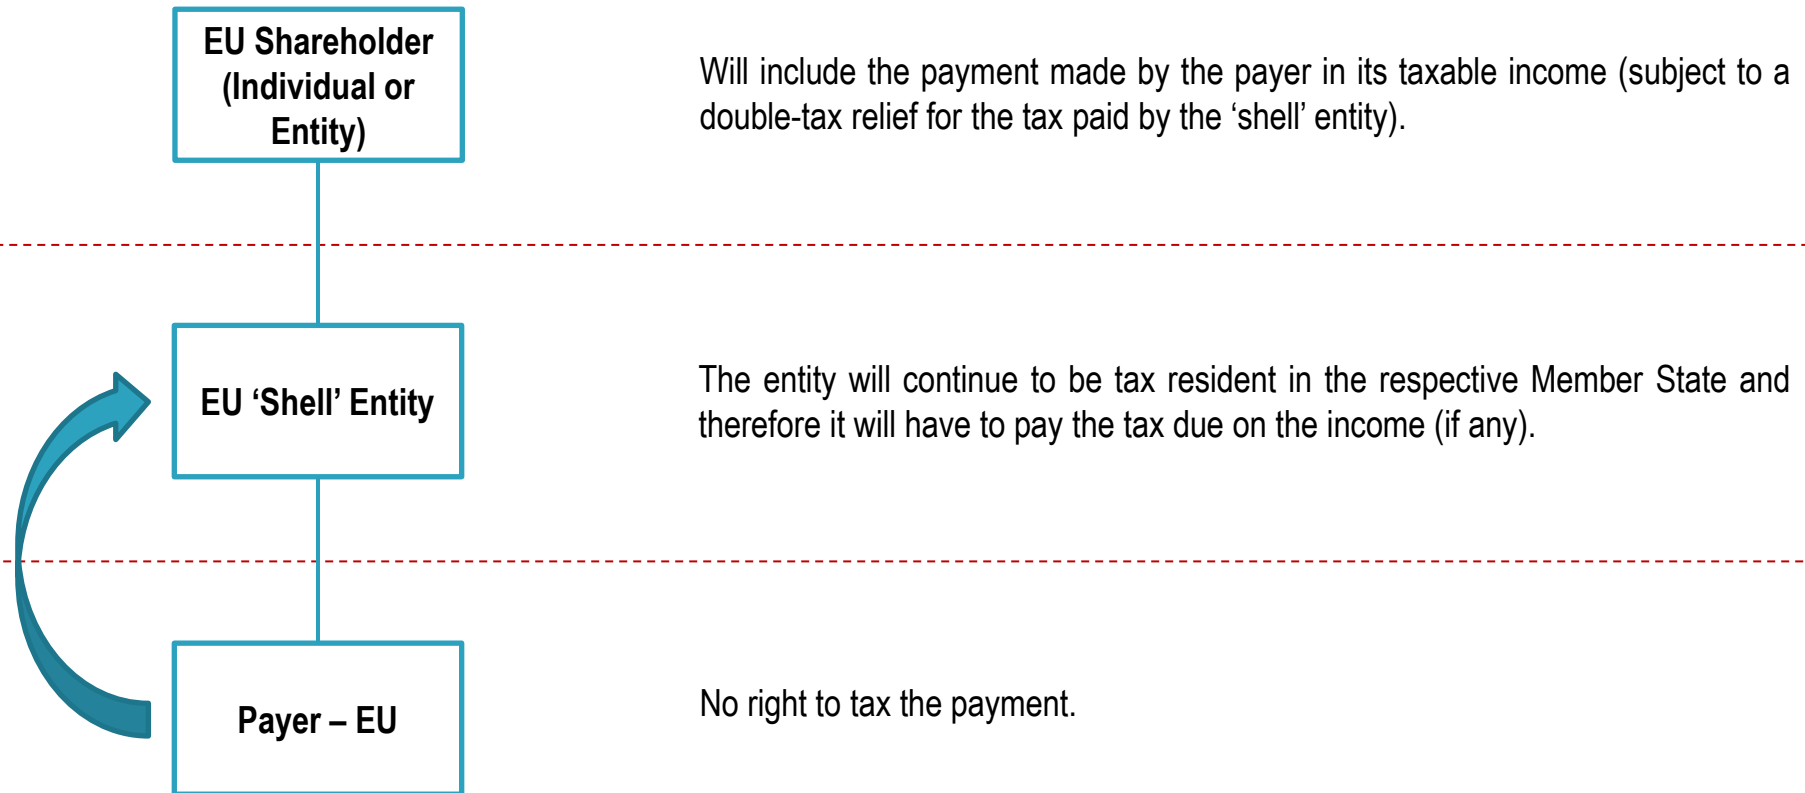 EU Shareholder
(Individual or
Entity)
Will include the payment made by the payer in its taxable income (subject to a
double-tax relief for the tax paid by the ‘shell’ entity).
EU ‘Shell’ Entity
The entity will continue to be tax resident in the respective Member State and
therefore it will have to pay the tax due on the income (if any).
Payer – EU
No right to tax the payment.